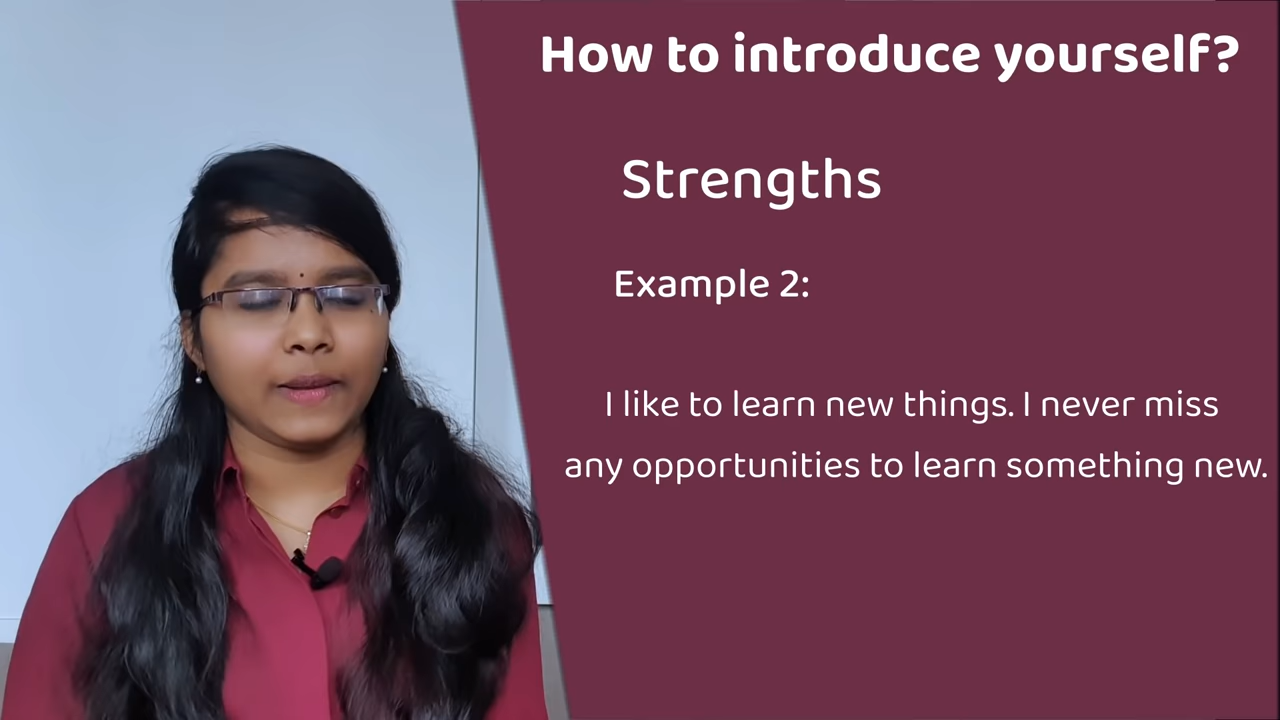 How to introduce yourself?
Strengths
Example 2:
I like to learn new things. I never miss
any opportunities to learn something new.